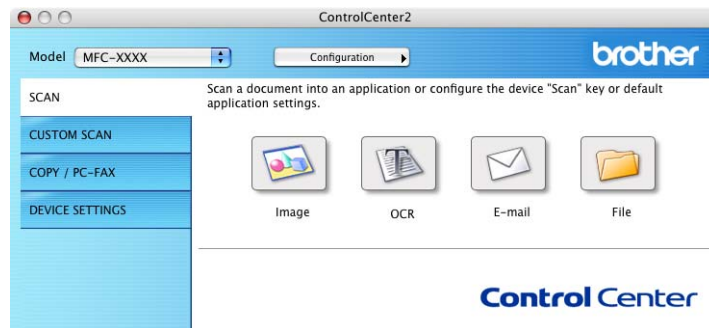 ControlCenter2
Model MFC-XXXX Configuration brother
SCAN
CUSTOM SCAN
COPY / PC-FAX
DEVICE SETTINGS
Scan a document into an application or configure the device "Scan" key or default
application settings.
Image OCR E-mail File
Control Center